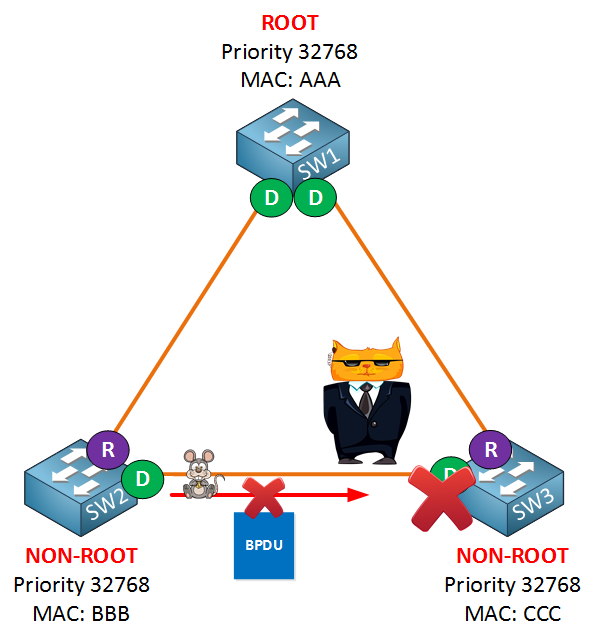 ROOT
Priority 32768
MAC: AAA
SW1
D D
R
D
SW2
R
D
SW3
BPDU
NON-ROOT
Priority 32768
MAC: BBB
NON-ROOT
Priority 32768
MAC: CCC